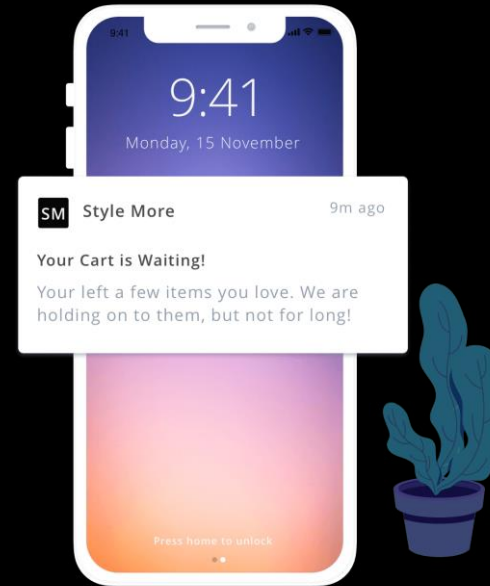 9:41
9:41
Monday, 15 November
SM Style More 9m ago
Your Cart is Waiting!
Your left a few items you love. We are
holding on to them, but not for long!
Press home to unlock